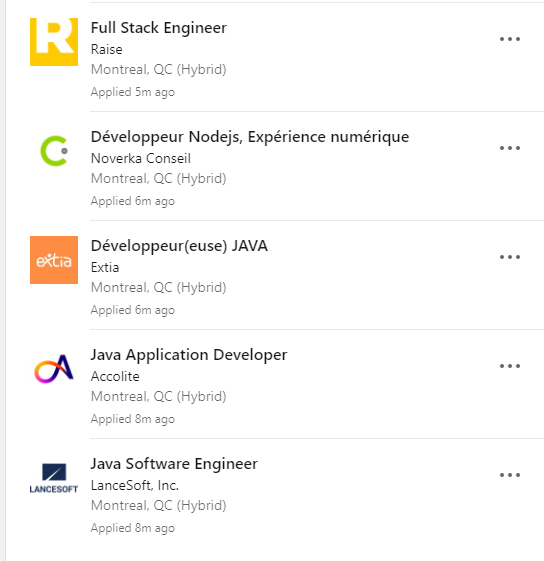 R
Full Stack Engineer
Raise
Montreal, QC (Hybrid)
Applied 5m ago
Développeur Nodejs, Expérience numérique
Noverka Conseil
Montreal, QC (Hybrid)
Applied 6m ago
extia
Développeur(euse) JAVA
Extia
Montreal, QC (Hybrid)
Applied 6m ago
Java Application Developer
Accolite
Montreal, QC (Hybrid)
Applied 8m ago
LANCESOFT
Java Software Engineer
LanceSoft, Inc.
Montreal, QC (Hybrid)
Applied 8m ago